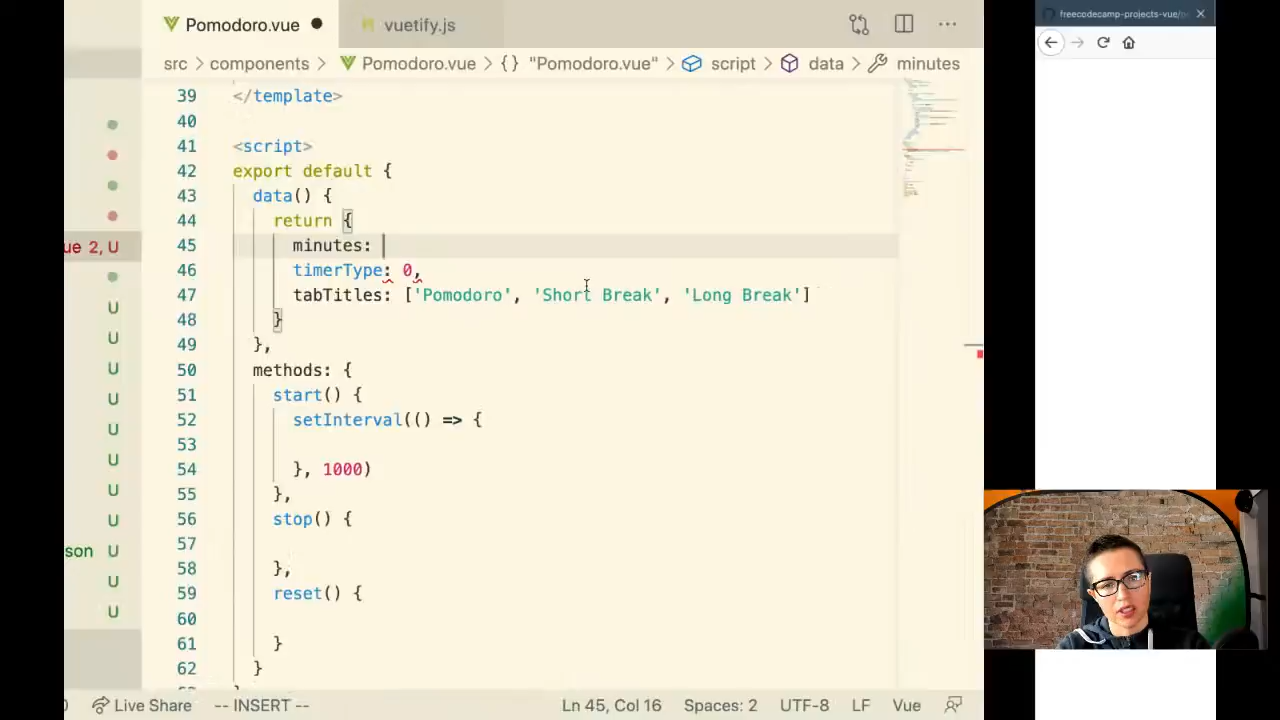 Pomodoro.vue
vuetify.js
freecodecamp-projects-vue/
src > components > Pomodoro.vue > {} "Pomodoro.vue" > script > data > minutes
39 </template>
40
41 <script>
42 export default {
43 data() {
ue 2, U
44 return {
45 minutes:
46 timerType: 0,
47 tabTitles: ['Pomodoro', 'Short Break', 'Long Break']
U
48 }
U
49 },
U
50 methods: {
U
51 start() {
U
52 setInterval(() => {
U
53
U
54 }, 1000)
U
55 },
U
56 stop() {
57
son U
58 },
U
59 reset() {
U
60
61 }
62 }
Live Share
-- INSERT --
Ln 45, Col 16
Spaces: 2
UTF-8
LF
Vue